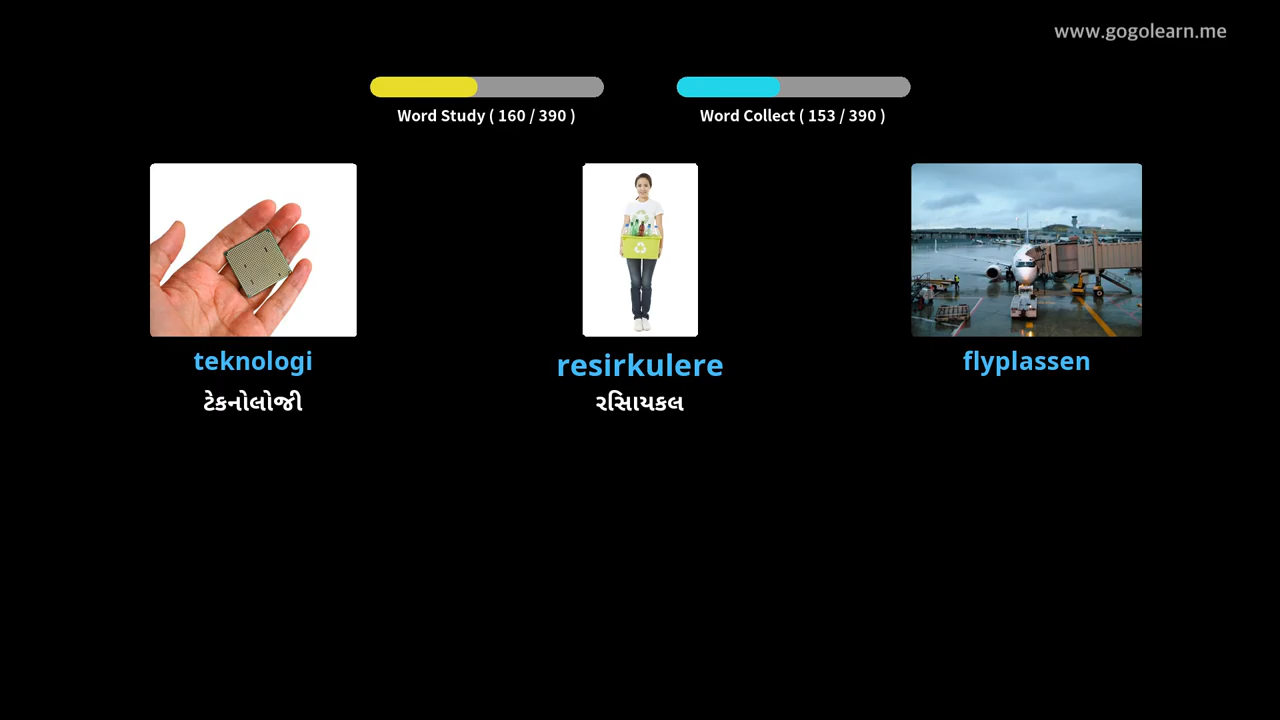 www.gogolearn.me
Word Study ( 160 / 390 )
Word Collect ( 153 / 390 )
teknologi
resirkulere
flyplassen
ટેકનોલોજી
રિસાયકલ